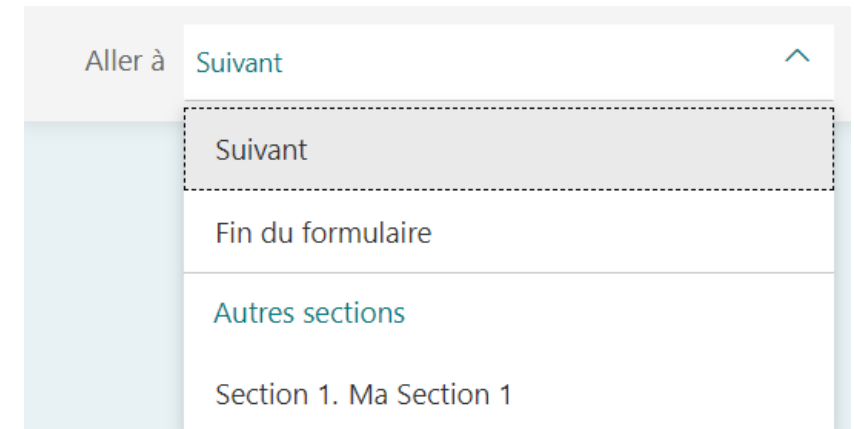 Aller à Suivant
Suivant
Fin du formulaire
Autres sections
Section 1. Ma Section 1